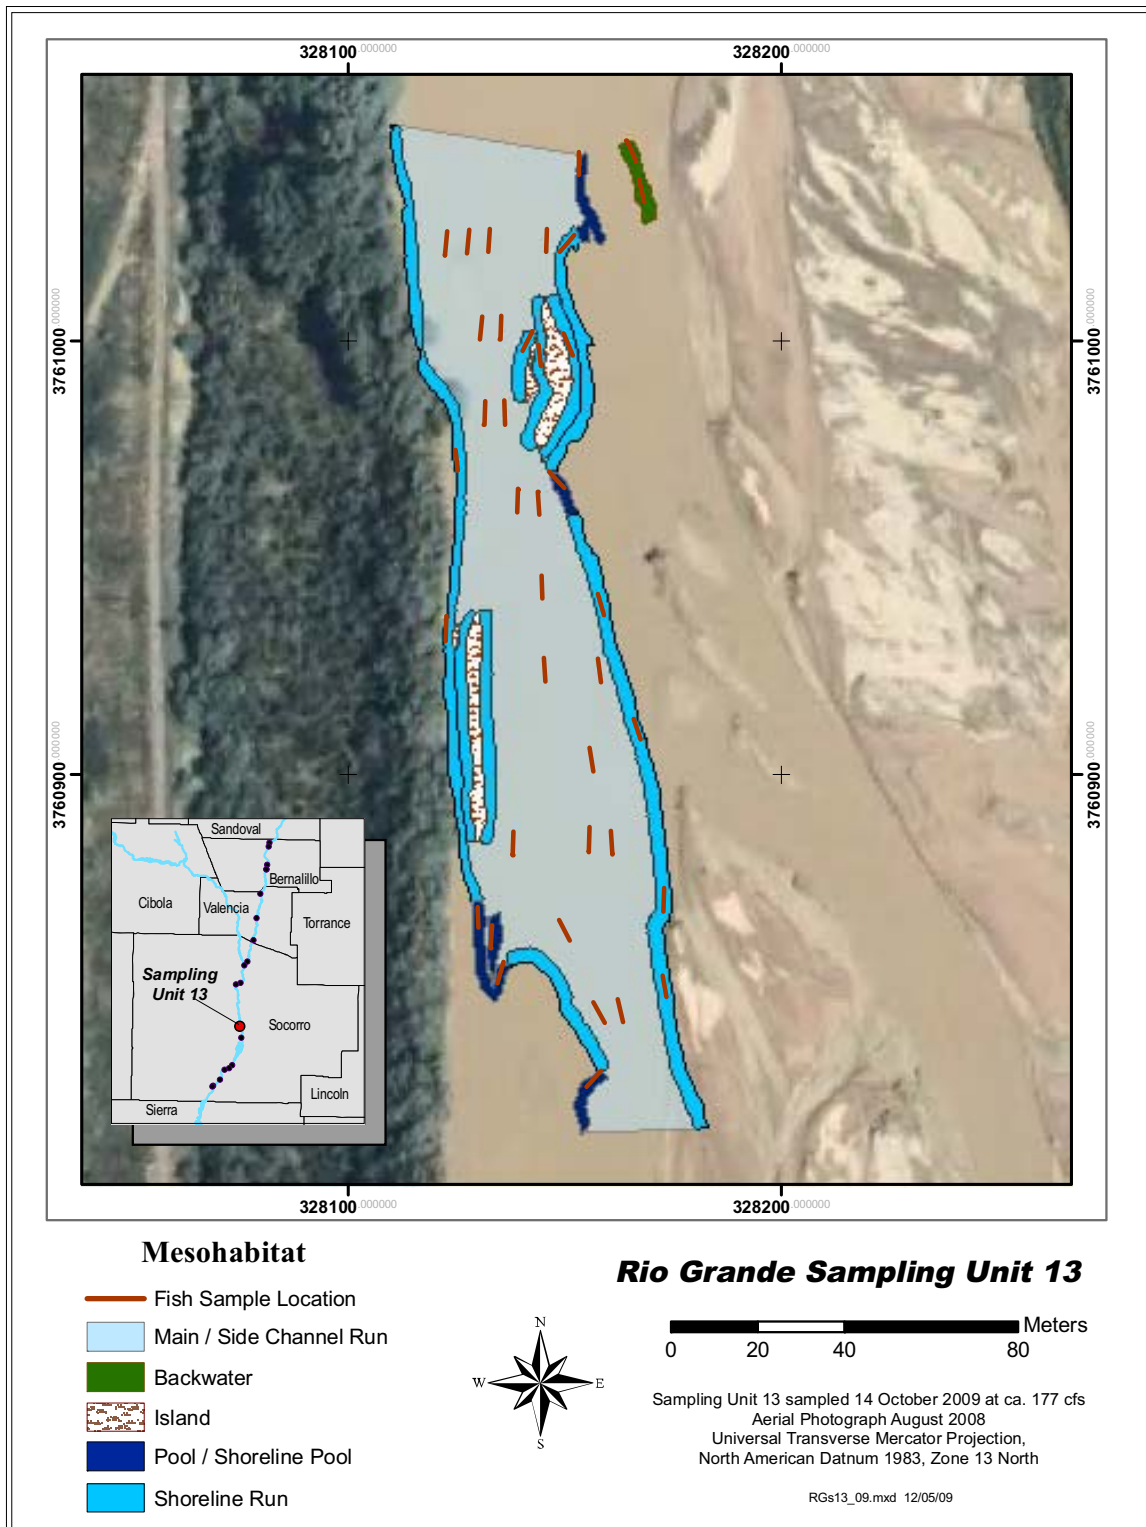 328100.000000 328200.000000
3761000.000000
3761000.000000
3760900.000000
3760900.000000
Sandoval
Bernalillo
Cibola
Valencia
Torrance
Sampling
Unit 13
Socorro
Lincoln
Sierra
328100.000000 328200.000000
Mesohabitat
Fish Sample Location
Main / Side Channel Run
Backwater
Island
Pool / Shoreline Pool
Shoreline Run
N
W E
S
Rio Grande Sampling Unit 13
Meters
0 20 40 80
Sampling Unit 13 sampled 14 October 2009 at ca. 177 cfs
Aerial Photograph August 2008
Universal Transverse Mercator Projection,
North American Datnum 1983, Zone 13 North
RGs13_09.mxd 12/05/09